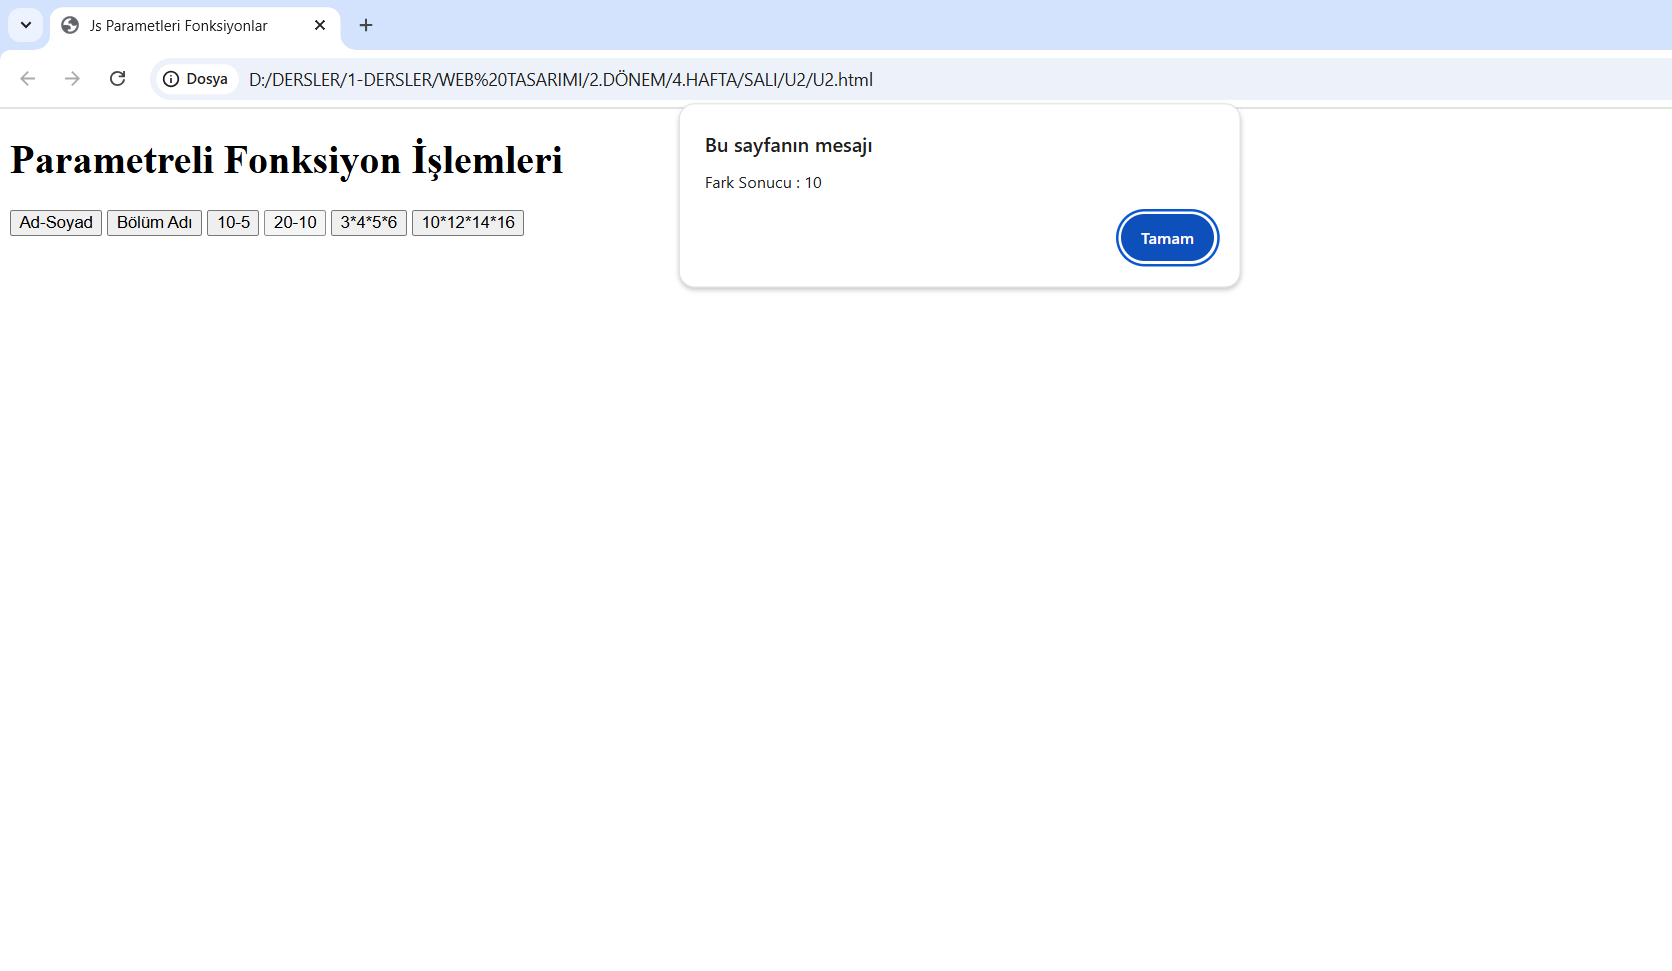 Js Parametleri Fonksiyonlar
Dosya D:/DERSLER/1-DERSLER/WEB%20TASARIMI/2.DÖNEM/4.HAFTA/SALI/U2/U2.html
Parametreli Fonksiyon İşlemleri
Ad-Soyad Bölüm Adı 10-5 20-10 3*4*5*6 10*12*14*16
Bu sayfanın mesajı
Fark Sonucu : 10
Tamam